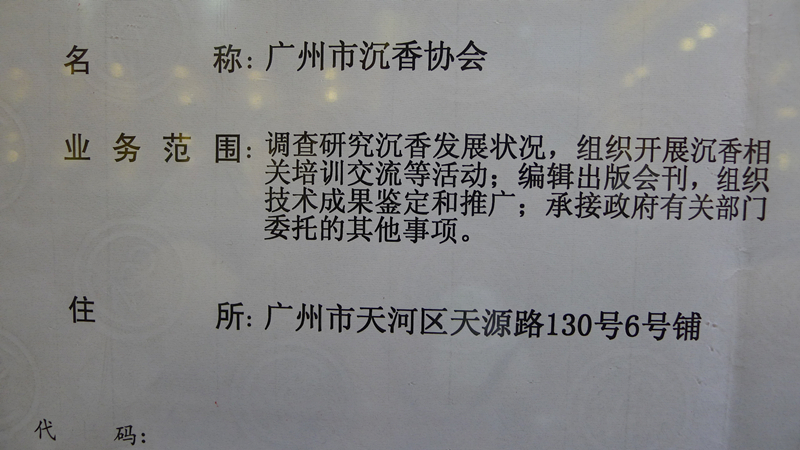 名称：广州市沉香协会
业务范围：调查研究沉香发展状况，组织开展沉香相
关培训交流等活动；编辑出版会刊，组织
技术成果鉴定和推广；承接政府有关部门
委托的其他事项。
住所：广州市天河区天源路130号6号铺
代码：